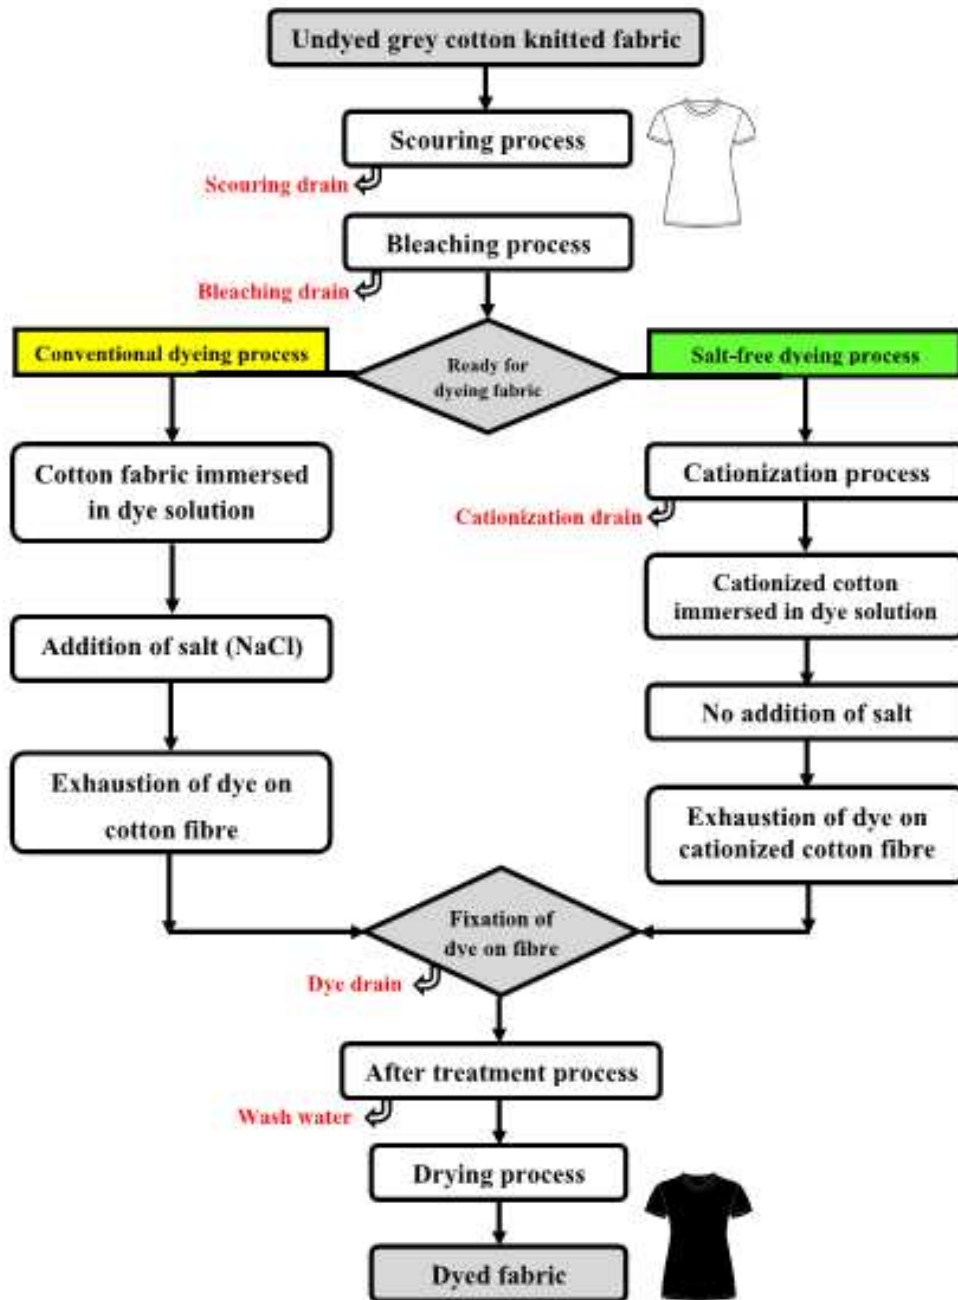 Undyed grey cotton knitted fabric
Scouring process
Scouring drain
Bleaching process
Bleaching drain
Conventional dyeing process
Ready for
dyeing fabric
Salt-free dyeing process
Cotton fabric immersed
in dye solution
Cationization process
Cationization drain
Cationized cotton
immersed in dye solution
Addition of salt (NaCl)
No addition of salt
Exhaustion of dye on
cotton fibre
Exhaustion of dye on
cationized cotton fibre
Fixation of
dye on fibre
Dye drain
After treatment process
Wash water
Drying process
Dyed fabric